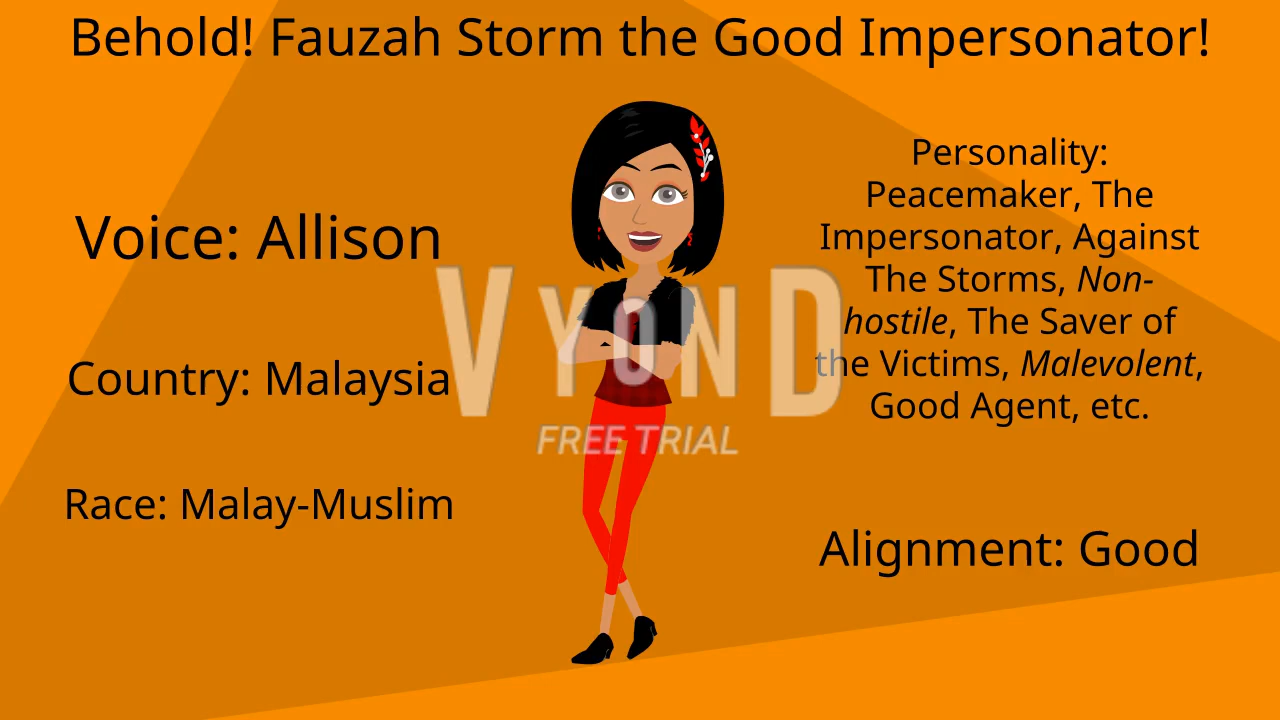 Behold! Fauzah Storm the Good Impersonator!
Voice: Allison
Country: Malaysia
Race: Malay-Muslim
Personality:
Peacemaker, The
Impersonator, Against
The Storms, Non-
hostile, The Saver of
the Victims, Malevolent,
Good Agent, etc.
Alignment: Good
VYOND
FREE TRIAL